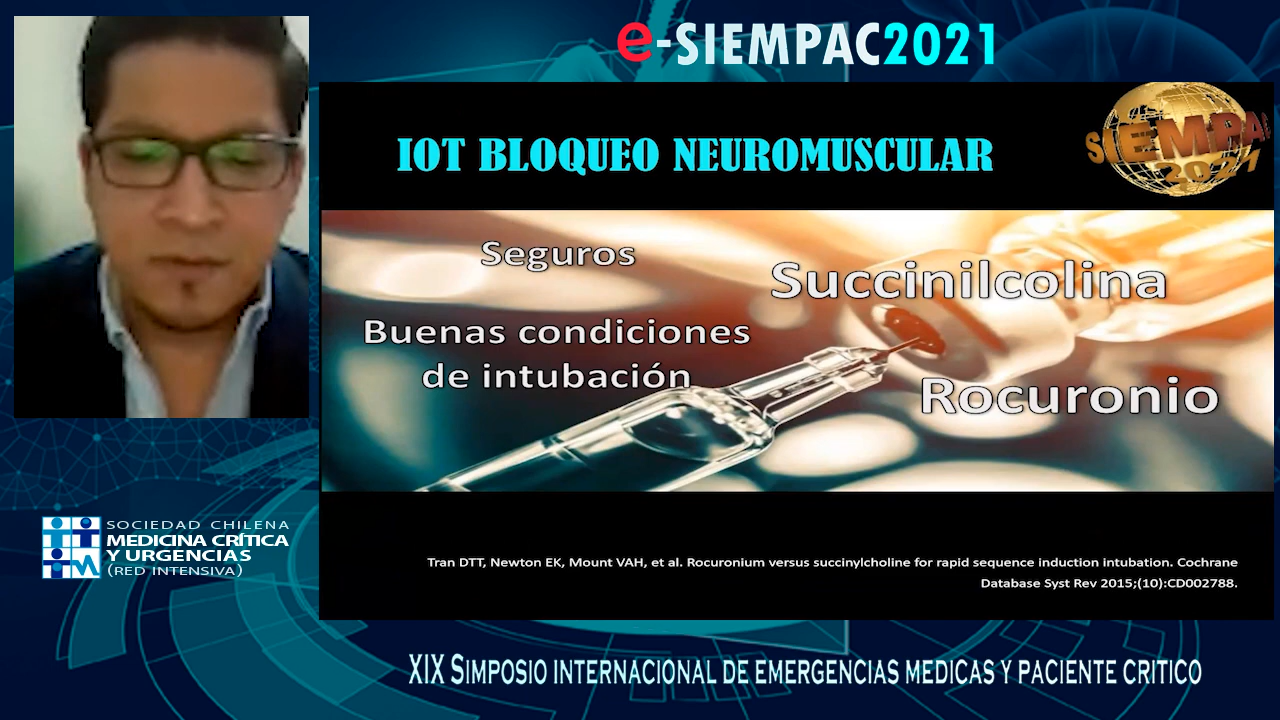 e-SIEMPAC2021
SIEMPAC
2021
IOT BLOQUEO NEUROMUSCULAR
Seguros
Buenas condiciones
de intubación
Succinilcolina
Rocuronio
SOCIEDAD CHILENA
MEDICINA CRÍTICA
Y URGENCIAS
(RED INTENSIVA)
Tran DTT, Newton EK, Mount VAH, et al. Rocuronium versus succinylcholine for rapid sequence induction intubation. Cochrane
Database Syst Rev 2015;(10):CD002788.
XIX SIMPOSIO INTERNACIONAL DE EMERGENCIAS MEDICAS Y PACIENTE CRITICO